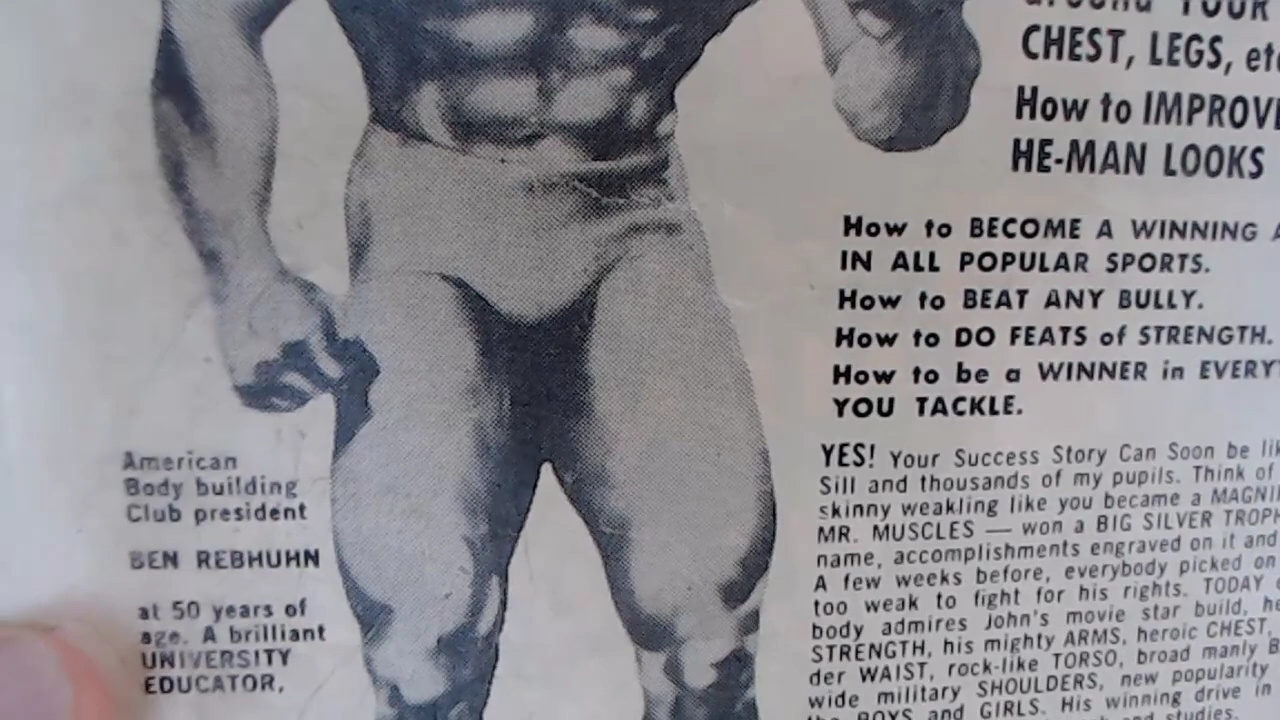 around YOUR
CHEST, LEGS, etc
How to IMPROVE
HE-MAN LOOKS
How to BECOME A WINNING
IN ALL POPULAR SPORTS.
How to BEAT ANY BULLY.
How to DO FEATS of STRENGTH.
How to be a WINNER in EVERY
YOU TACKLE.
YES! Your Success Story Can Soon be
Sill and thousands of my pupils. Think of
skinny weakling like you became a
MR. MUSCLES — won a BIG SILVER
name, accomplishments engraved on it and
A few weeks before, everybody picked on
too weak to fight for his rights. TODAY
body admires John's movie star build,
STRENGTH, his mighty ARMS, heroic CHEST,
der WAIST, rock-like TORSO, broad manly
wide military SHOULDERS, new popularity
the BOYS and GIRLS. His winning drive in
and studies.
American
Body building
Club president
BEN REBHUHN
at 50 years of
age. A brilliant
UNIVERSITY
EDUCATOR,